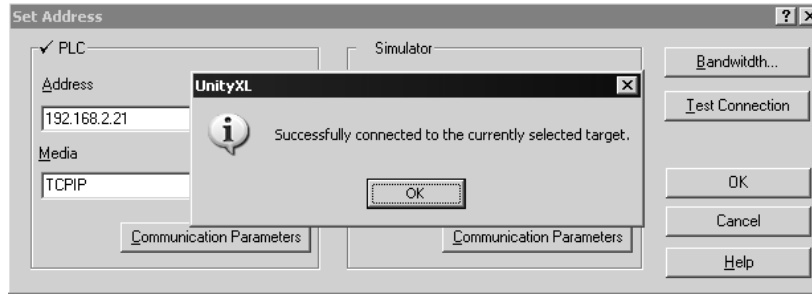 Set Address
PLC
Simulator
Bandwitdth...
Address
UnityXL
Test Connection
192.168.2.21
Successfully connected to the currently selected target.
Media
TCPIP
OK
OK
Cancel
Communication Parameters
Communication Parameters
Help